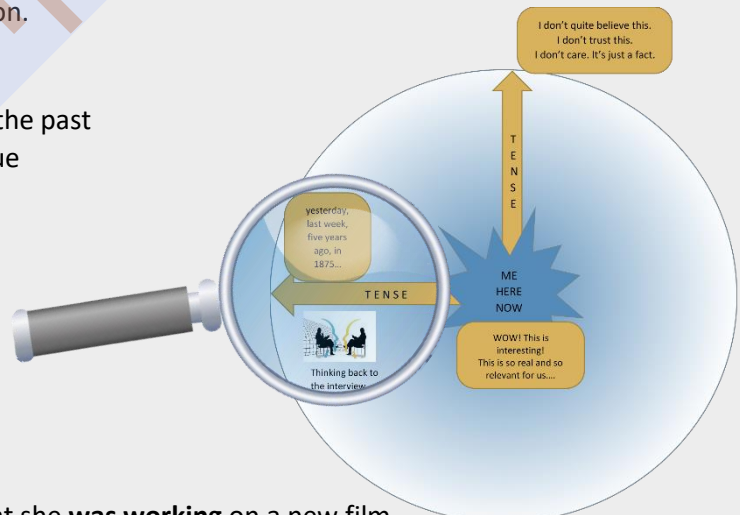 on.
the past
ue
I don't quite believe this.
I don't trust this.
I don't care. It's just a fact.
T
E
N
S
E
yesterday,
last week,
five years
ago, in
1875...
TENSE
ME
HERE
NOW
Thinking back to
the interview
WOW! This is
interesting!
This is so real and so
relevant for us....
at she was working on a new film